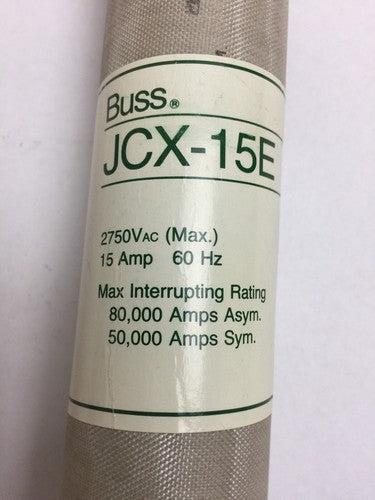 Buss®
JCX-15E
2750VAC (Max.)
15 Amp 60 Hz
Max Interrupting Rating
80,000 Amps Asym.
50,000 Amps Sym.